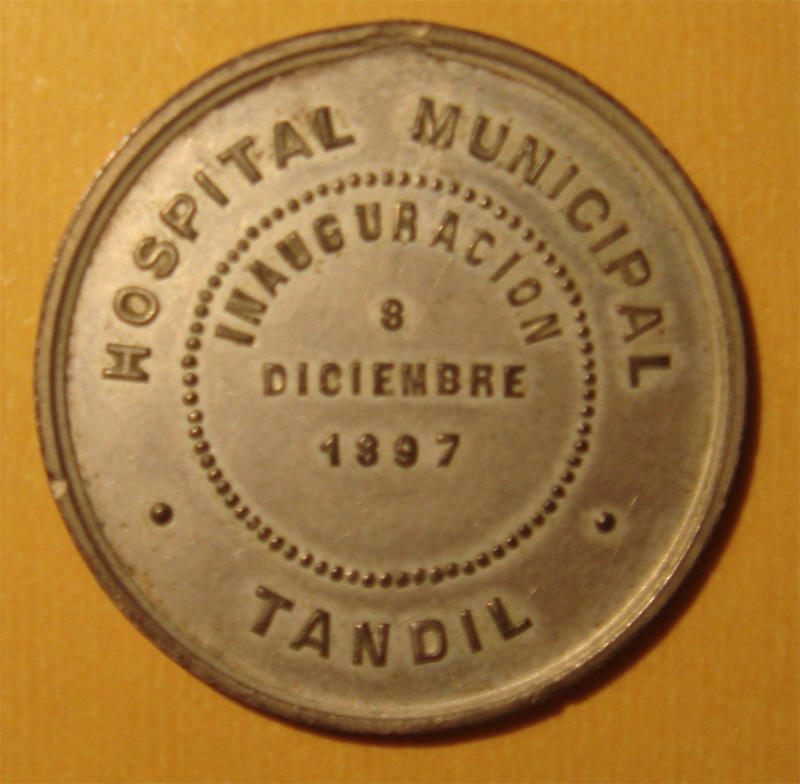 HOSPITAL MUNICIPAL
INAUGURACION
8
DICIEMBRE
1897
TANDIL